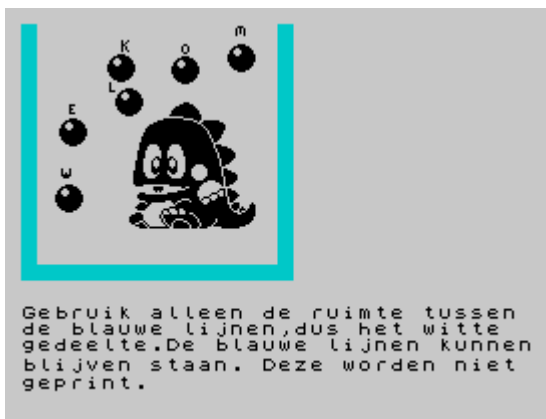 W E L K O M
Gebruik alleen de ruimte tussen
de blauwe lijnen,dus het witte
gedeelte.De blauwe lijnen kunnen
blijven staan. Deze worden niet
geprint.